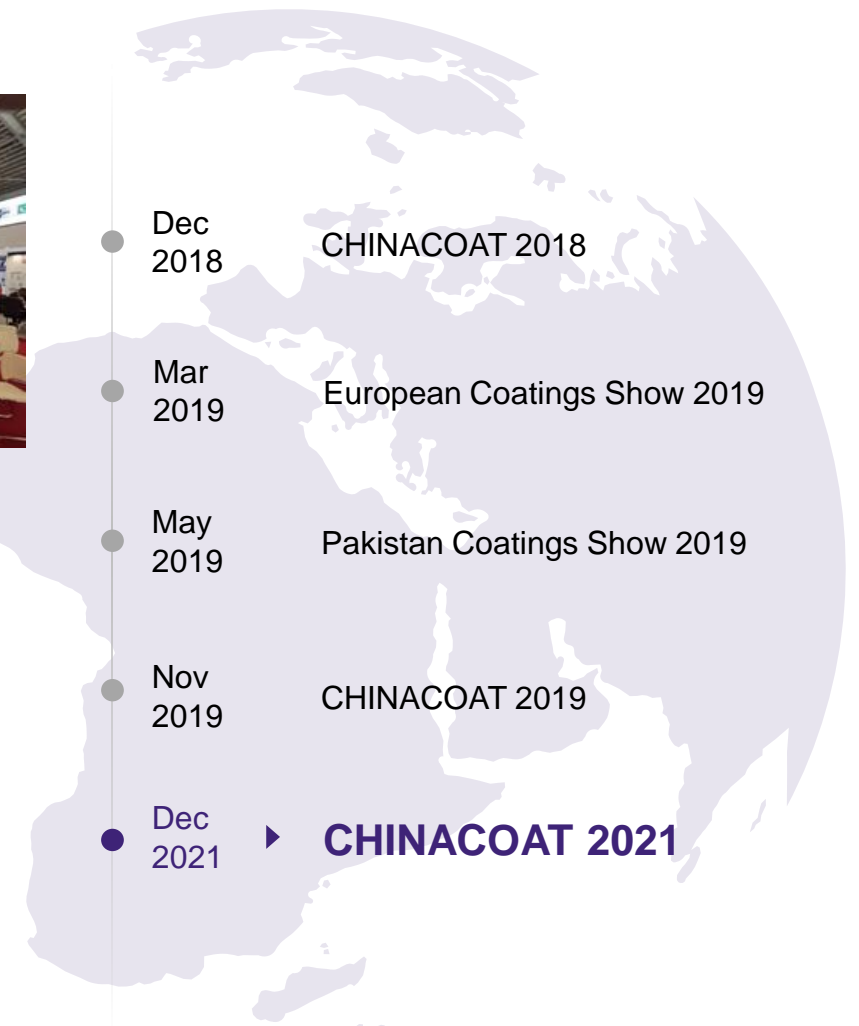 Dec
2018
CHINACOAT 2018
Mar
2019
European Coatings Show 2019
May
2019
Pakistan Coatings Show 2019
Nov
2019
CHINACOAT 2019
Dec
2021
CHINACOAT 2021